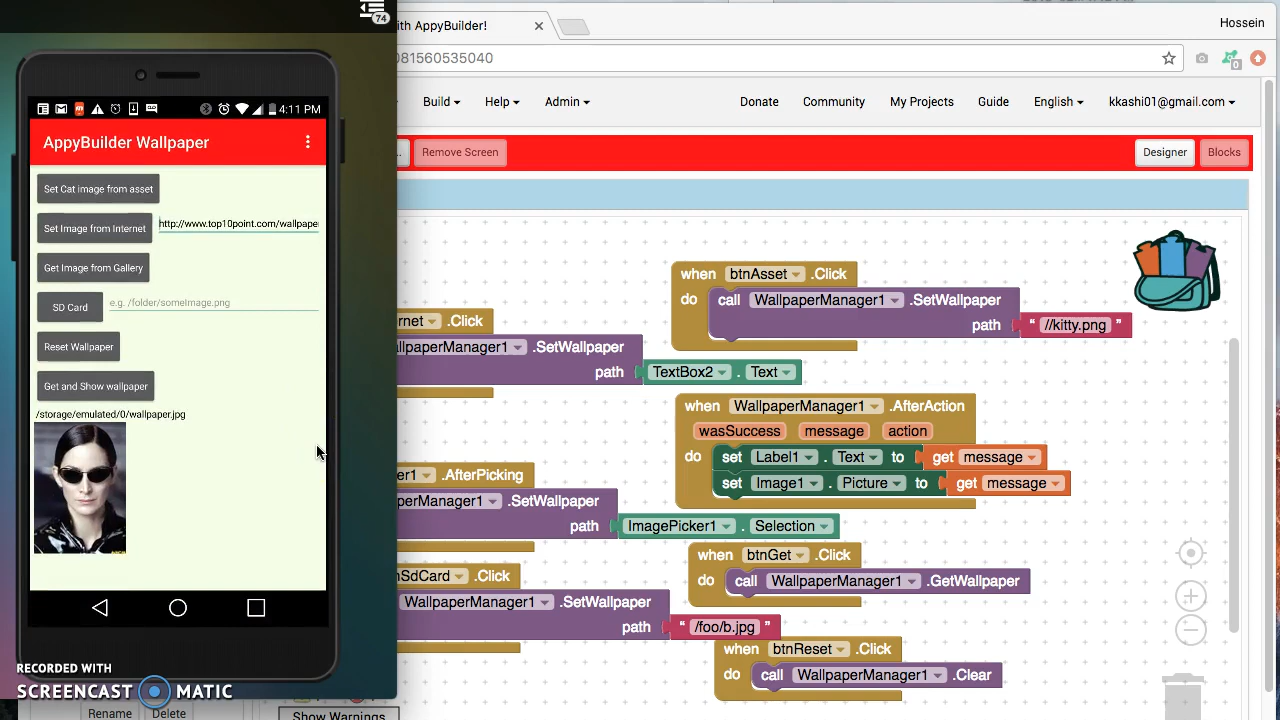 74
4:11 PM
AppyBuilder Wallpaper
Set Cat image from asset
Set Image from Internet http://www.top10point.com/wallpape
Get Image from Gallery
SD Card e.g. /folder/someImage.png
Reset Wallpaper
Get and Show wallpaper
/storage/emulated/0/wallpaper.jpg
RECORDED WITH
SCREENCAST MATIC
ith AppyBuilder!
Hossein
081560535040
0
Build Help Admin Donate Community My Projects Guide English kkashi01@gmail.com
... Remove Screen Designer Blocks
rnet .Click
allpaperManager1 .SetWallpaper
path TextBox2 . Text
er1 .AfterPicking
allpaperManager1 .SetWallpaper
path ImagePicker1 . Selection
nSdCard .Click
WallpaperManager1 .SetWallpaper
path " /foo/b.jpg "
when btnAsset .Click
do call WallpaperManager1 .SetWallpaper
path " //kitty.png "
when WallpaperManager1 .AfterAction
wasSuccess message action
do set Label1 . Text to get message
set Image1 . Picture to get message
when btnGet .Click
do call WallpaperManager1 .GetWallpaper
when btnReset .Click
do call WallpaperManager1 .Clear
Rename Delete
Show Warnings